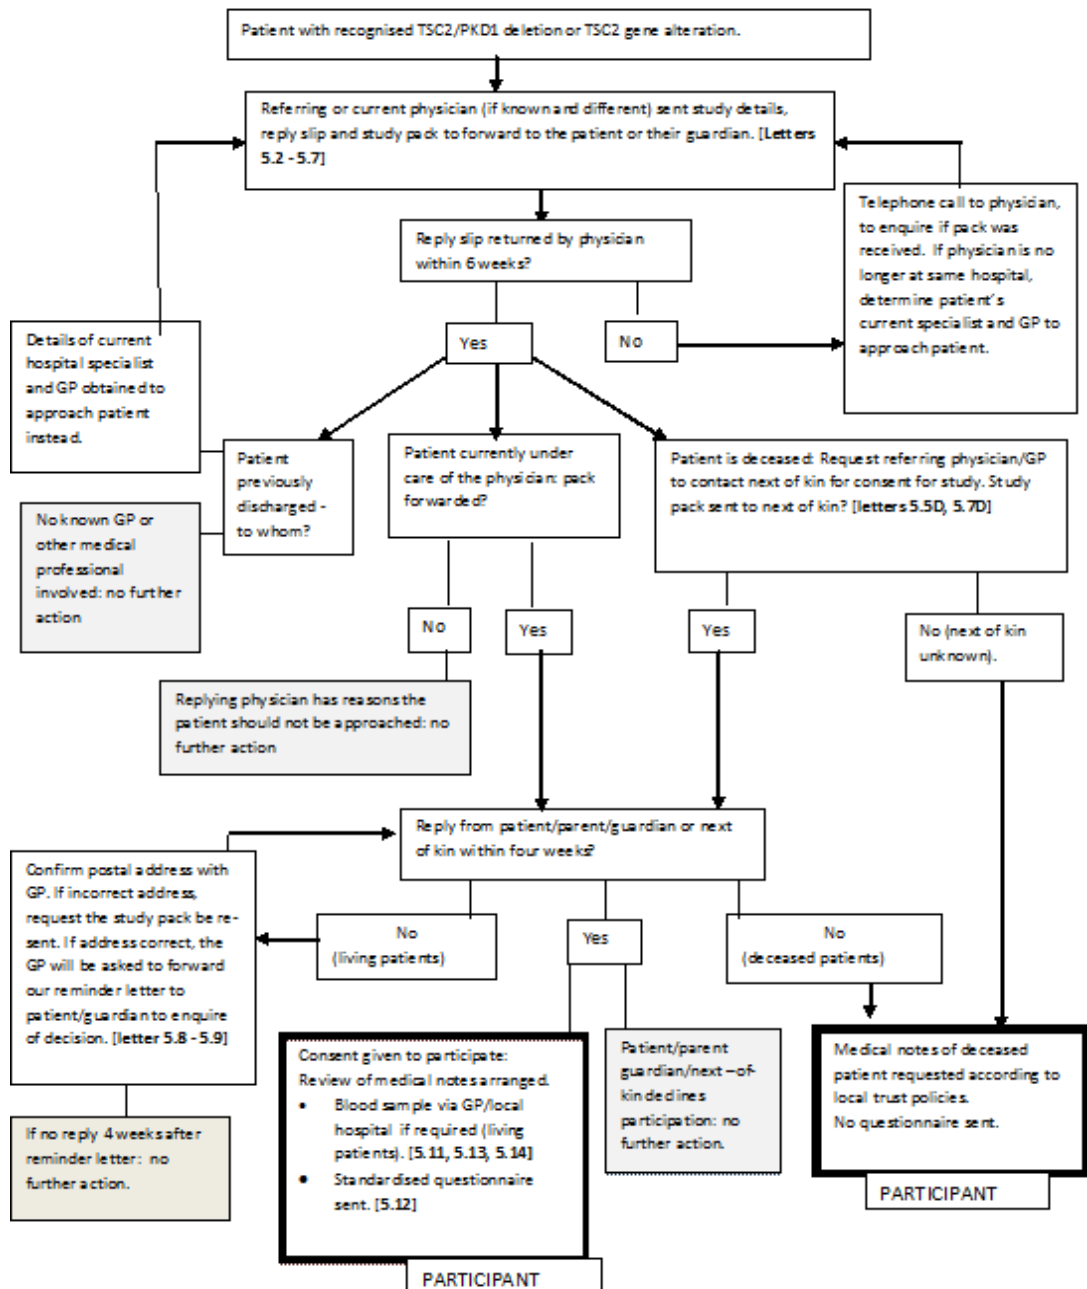 Patient with recognised TSC2/PKD1 deletion or TSC2 gene alteration.
Referring or current physician (if known and different) sent study details,
reply slip and study pack to forward to the patient or their guardian. [Letters
5.2 - 5.7]
Telephone call to physician,
to enquire if pack was
received. If physician is no
longer at same hospital,
determine patient's
current specialist and GP to
approach patient.
Reply slip returned by physician
within 6 weeks?
Yes
No
Details of current
hospital specialist
and GP obtained to
approach patient
instead.
Patient
previously
discharged -
to whom?
Patient currently under
care of the physician: pack
forwarded?
Patient is deceased: Request referring physician/GP
to contact next of kin for consent for study. Study
pack sent to next of kin? [letters 5.5D, 5.7D]
No known GP or
other medical
professional
involved: no further
action
No
Yes
Yes
No (next of kin
unknown).
Replying physician has reasons the
patient should not be approached: no
further action
Reply from patient/parent/guardian or next
of kin within four weeks?
Confirm postal address with
GP. If incorrect address,
request the study pack be re-
sent. If address correct, the
GP will be asked to forward
our reminder letter to
patient/guardian to enquire
of decision. [letter 5.8 - 5.9]
No
(living patients)
Yes
No
(deceased patients)
If no reply 4 weeks after
reminder letter: no
further action.
Consent given to participate:
Review of medical notes arranged.
• Blood sample via GP/local
hospital if required (living
patients). [5.11, 5.13, 5.14]
• Standardised questionnaire
sent. [5.12]
PARTICIPANT
Patient/parent
guardian/next –of-
kin declines
participation: no
further action.
Medical notes of deceased
patient requested according to
local trust policies.
No questionnaire sent.
PARTICIPANT